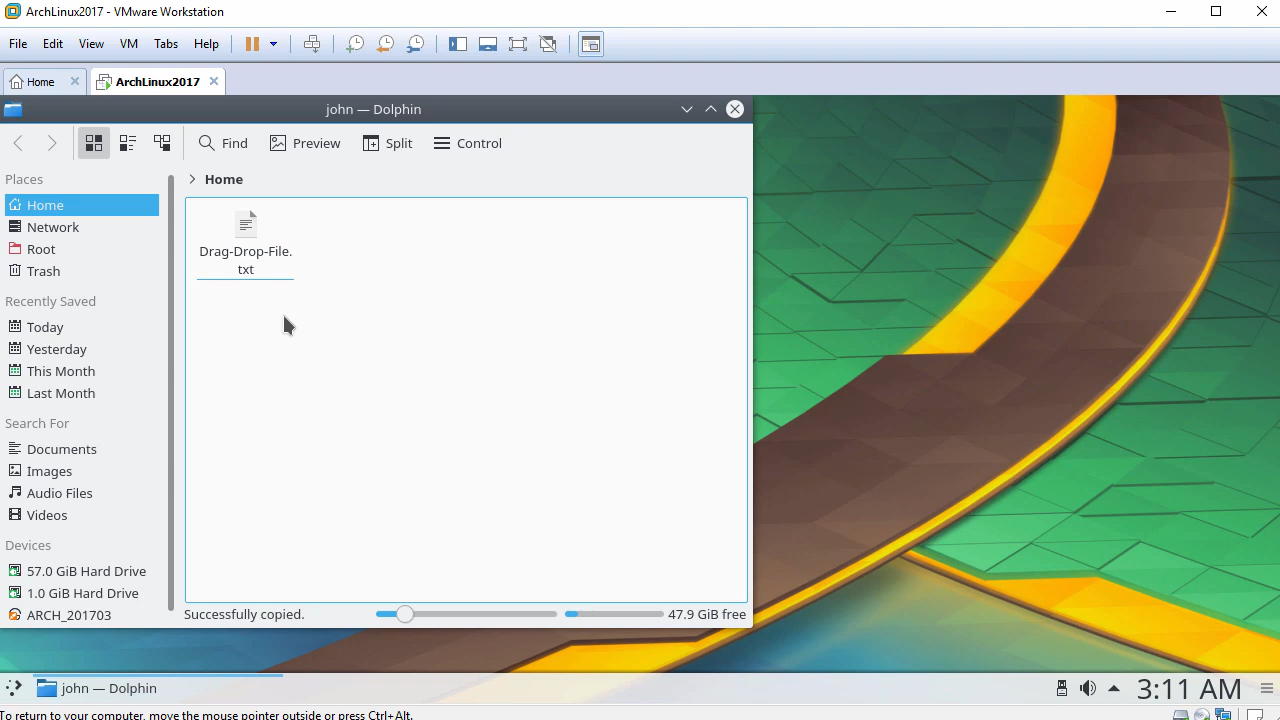 ArchLinux2017 - VMware Workstation
File Edit View VM Tabs Help
Home ArchLinux2017
john — Dolphin
Find Preview Split Control
Places
Home
Network
Root
Trash
Recently Saved
Today
Yesterday
This Month
Last Month
Search For
Documents
Images
Audio Files
Videos
Devices
57.0 GiB Hard Drive
1.0 GiB Hard Drive
ARCH_201703
> Home
Drag-Drop-File.
txt
Successfully copied. 47.9 GiB free
john — Dolphin 3:11 AM
To return to your computer, move the mouse pointer outside or press Ctrl+Alt.